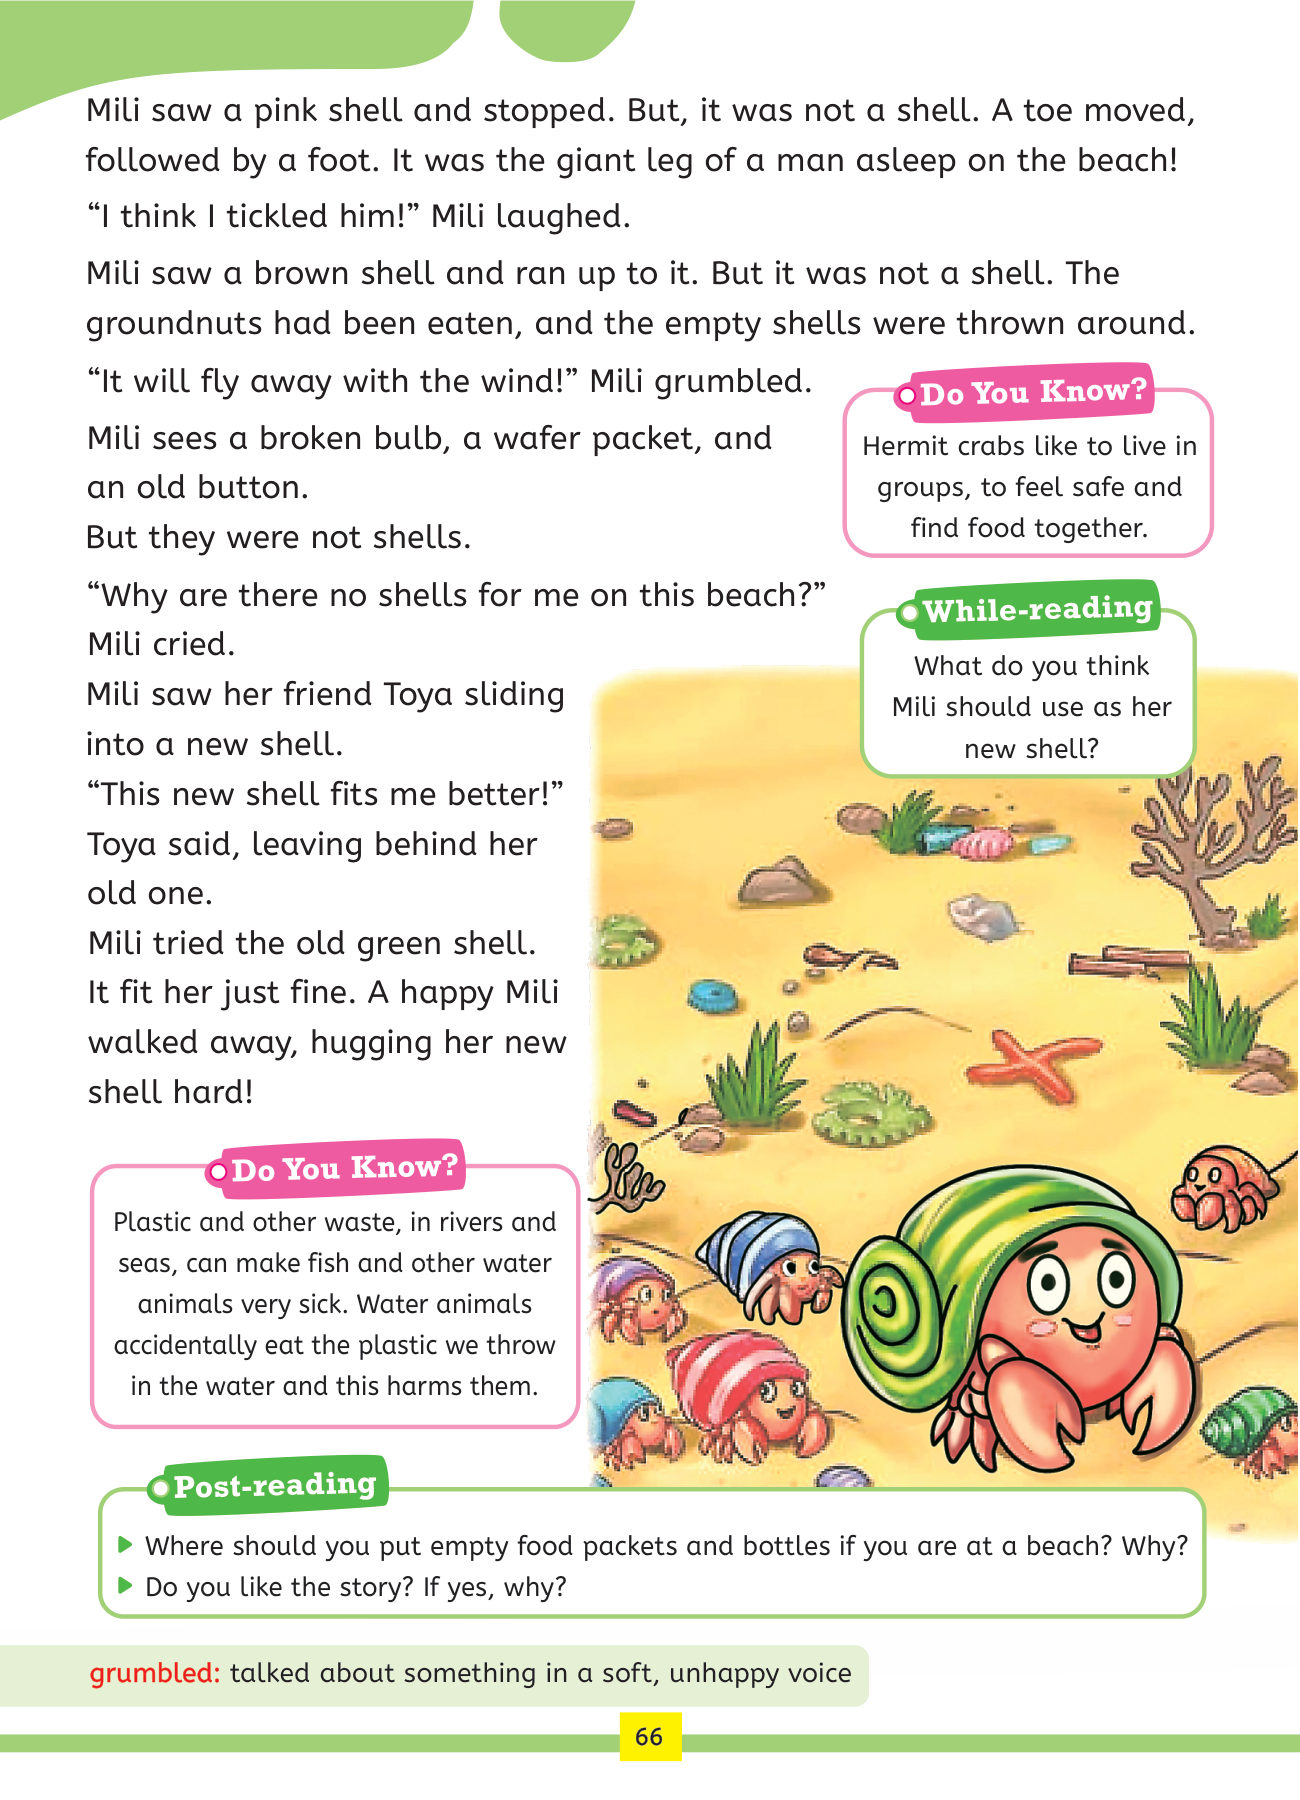 Mili saw a pink shell and stopped. But, it was not a shell. A toe moved,
followed by a foot. It was the giant leg of a man asleep on the beach!
“I think I tickled him!” Mili laughed.
Mili saw a brown shell and ran up to it. But it was not a shell. The
groundnuts had been eaten, and the empty shells were thrown around.
“It will fly away with the wind!” Mili grumbled.
Mili sees a broken bulb, a wafer packet, and
an old button.
But they were not shells.
“Why are there no shells for me on this beach?”
Mili cried.
Mili saw her friend Toya sliding
into a new shell.
“This new shell fits me better!”
Toya said, leaving behind her
old one.
Mili tried the old green shell.
It fit her just fine. A happy Mili
walked away, hugging her new
shell hard!
Do You Know?
Hermit crabs like to live in
groups, to feel safe and
find food together.
While-reading
What do you think
Mili should use as her
new shell?
Do You Know?
Plastic and other waste, in rivers and
seas, can make fish and other water
animals very sick. Water animals
accidentally eat the plastic we throw
in the water and this harms them.
Post-reading
Where should you put empty food packets and bottles if you are at a beach? Why?
Do you like the story? If yes, why?
grumbled: talked about something in a soft, unhappy voice
66